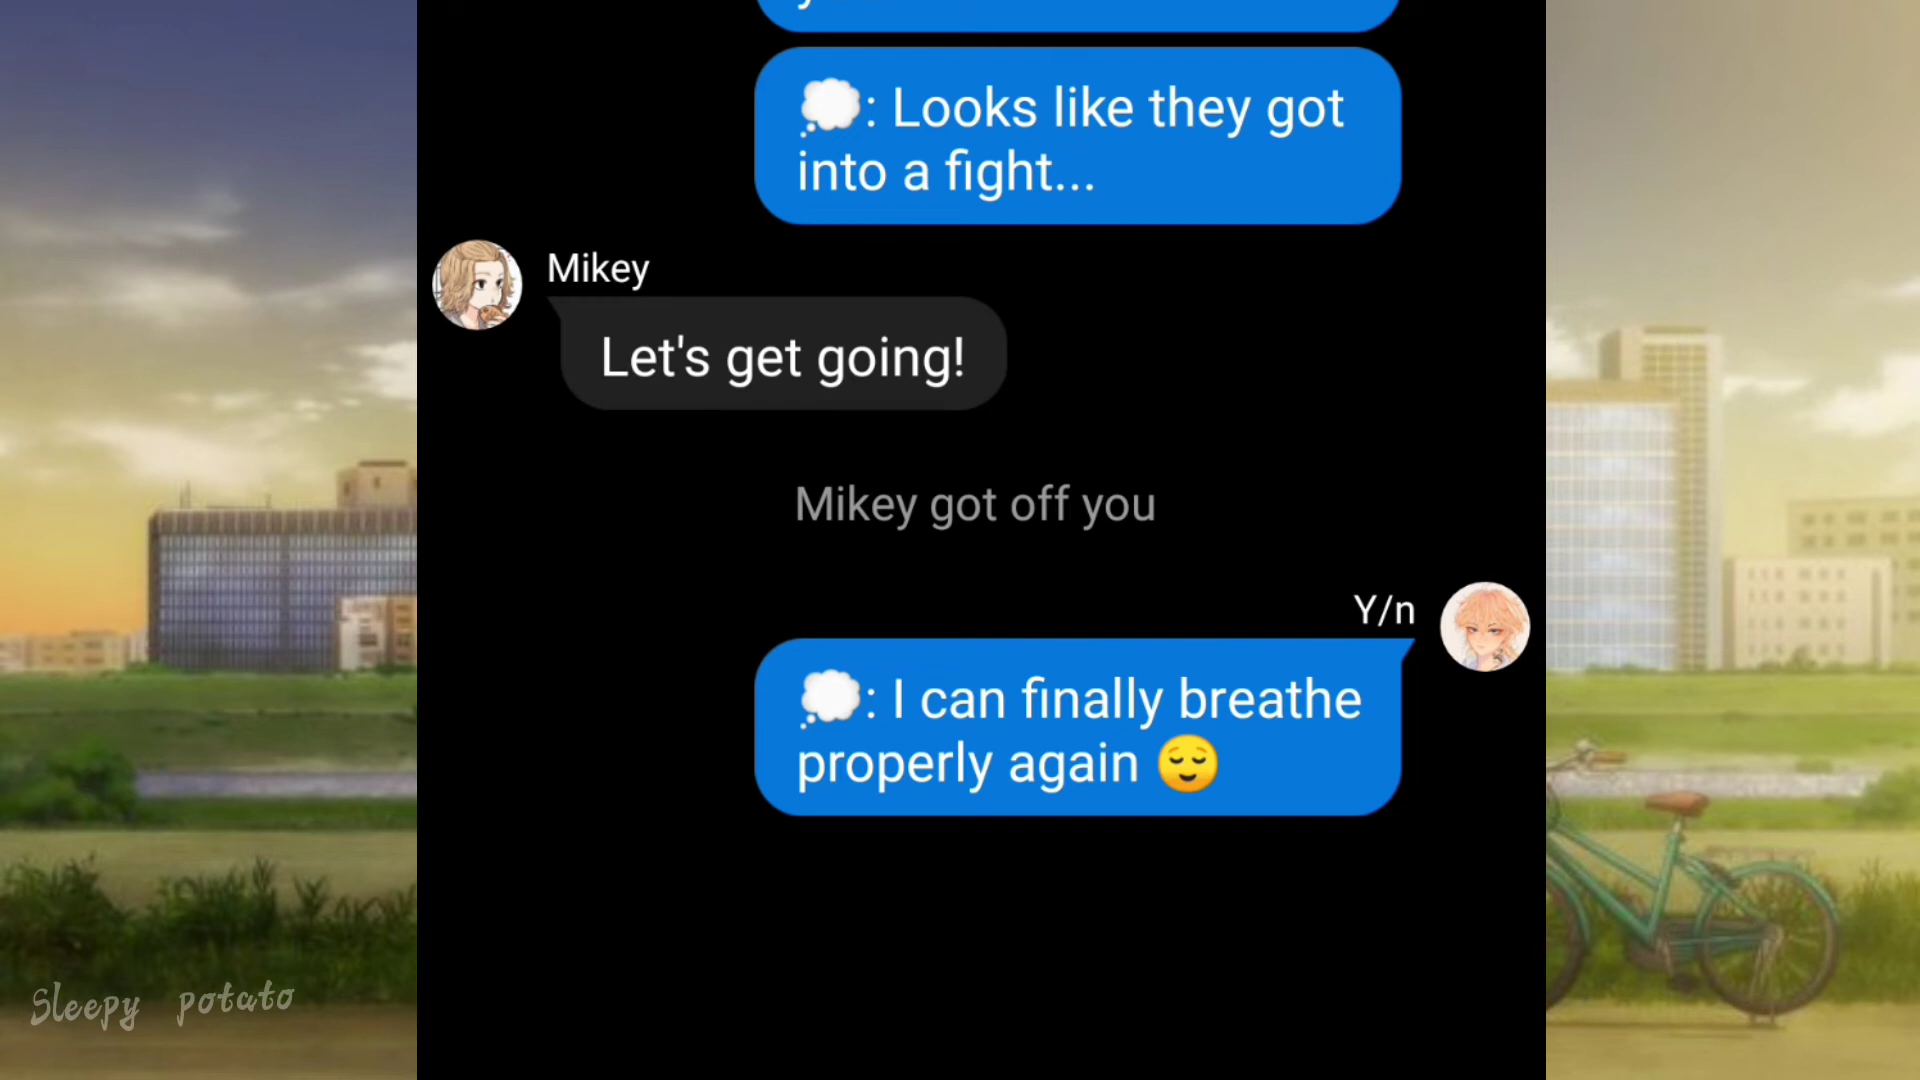 💭: Looks like they got
into a fight...
Mikey
Let's get going!
Mikey got off you
Y/n
💭: I can finally breathe
properly again 😌
Sleepy potato